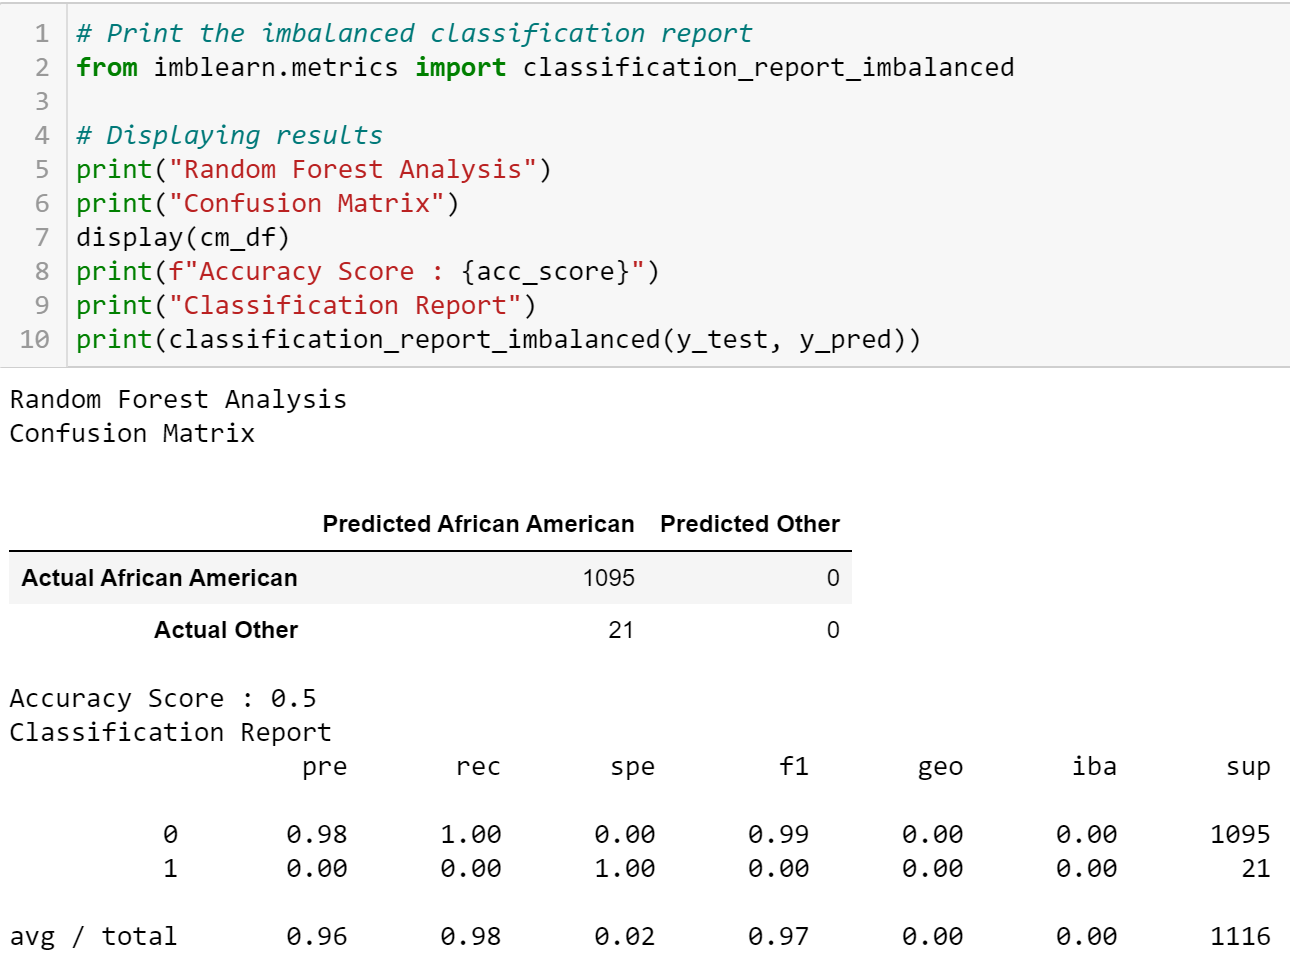 1 # Print the imbalanced classification report
2 from imblearn.metrics import classification_report_imbalanced
3
4 # Displaying results
5 print("Random Forest Analysis")
6 print("Confusion Matrix")
7 display(cm_df)
8 print(f"Accuracy Score : {acc_score}")
9 print("Classification Report")
10 print(classification_report_imbalanced(y_test, y_pred))
Random Forest Analysis
Confusion Matrix
Predicted African American Predicted Other
Actual African American 1095 0
Actual Other 21 0
Accuracy Score : 0.5
Classification Report
pre rec spe f1 geo iba sup
0 0.98 1.00 0.00 0.99 0.00 0.00 1095
1 0.00 0.00 1.00 0.00 0.00 0.00 21
avg / total 0.96 0.98 0.02 0.97 0.00 0.00 1116